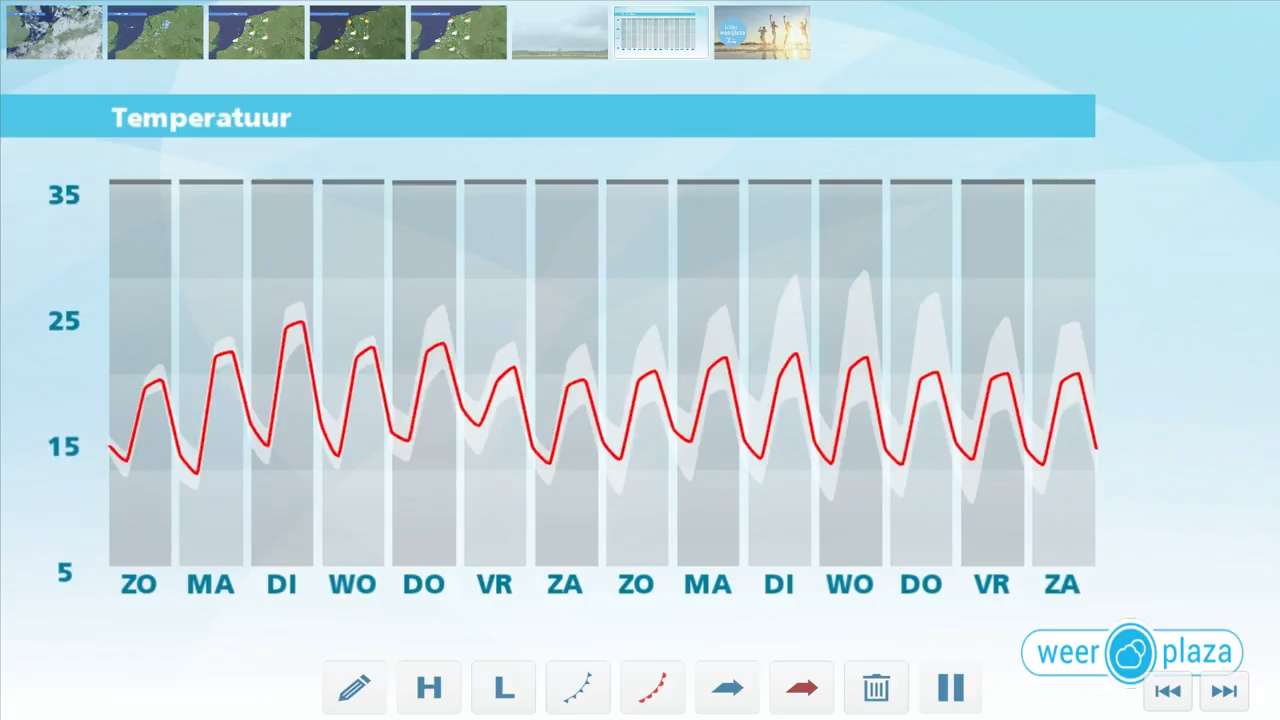 Temperatuur
35
25
15
5
ZO MA DI WO DO VR ZA ZO MA DI WO DO VR ZA
weer plaza
H L